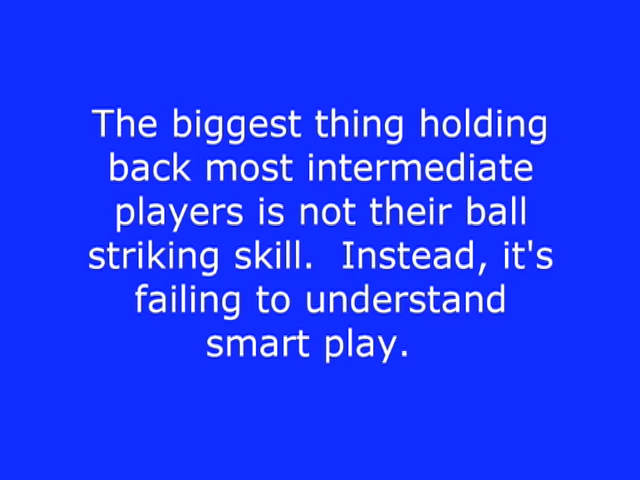 The biggest thing holding
back most intermediate
players is not their ball
striking skill.  Instead, it's
failing to understand
smart play.